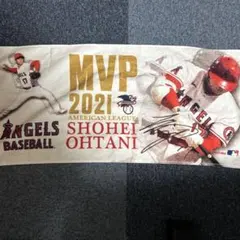 MVP
2021
AMERICAN LEAGUE
SHOHEI
OHTANI
ANGELS
BASEBALL